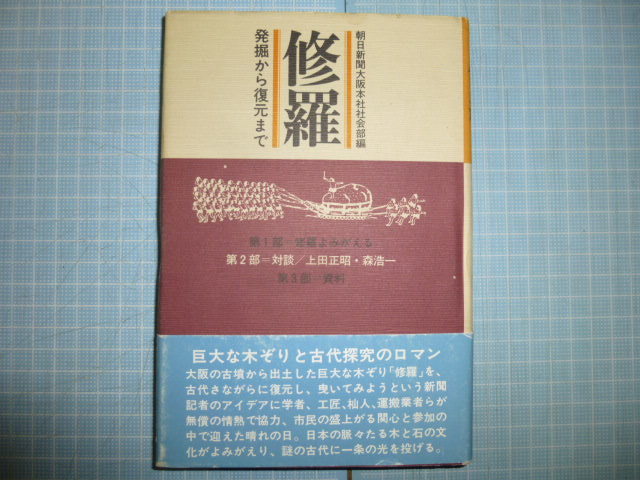 朝日新聞大阪本社社会部編
修羅
発掘から復元まで
第1部＝修羅よみがえる
第2部＝対談／上田正昭・森浩一
第3部＝資料
巨大な木ぞりと古代探究のロマン
大阪の古墳から出土した巨大な木ぞり「修羅」を、
古代さながらに復元し、曳いてみようという新聞
記者のアイデアに学者、工匠、杣人、運搬業者らが
無償の情熱で協力、市民の盛上がる関心と参加の
中で迎えた晴れの日。日本の脈々たる木と石の文
化がよみがえり、謎の古代に一条の光を投げる。